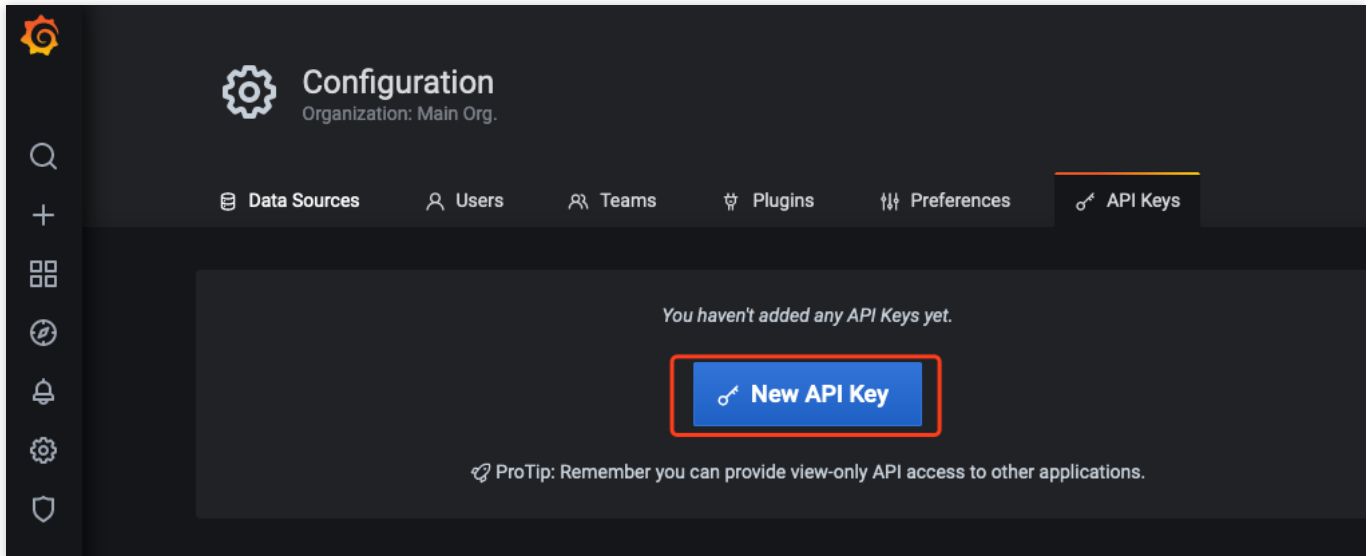 Configuration
Organization: Main Org.
Data Sources Users Teams Plugins Preferences API Keys
You haven't added any API Keys yet.
New API Key
ProTip: Remember you can provide view-only API access to other applications.